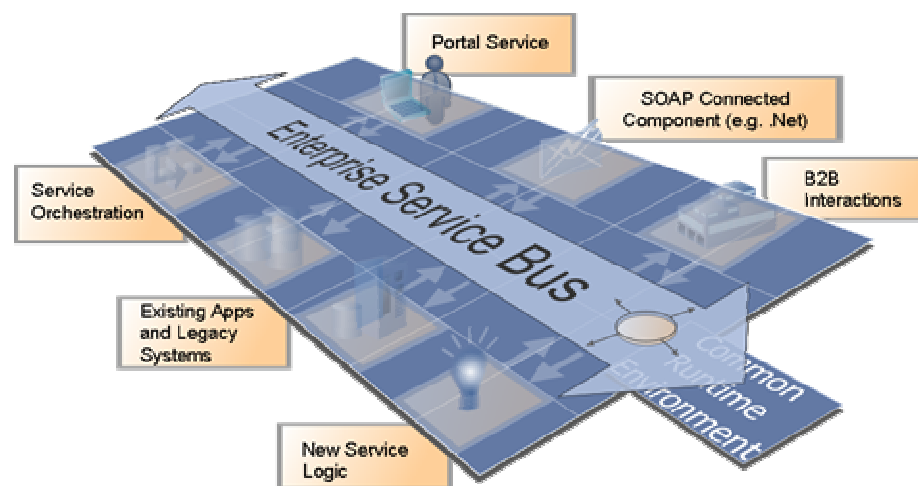 Portal Service
SOAP Connected
Component (e.g. .Net)
B2B
Interactions
Enterprise Service Bus
Service
Orchestration
Existing Apps
and Legacy
Systems
New Service
Logic
Common
Runtime
Environment